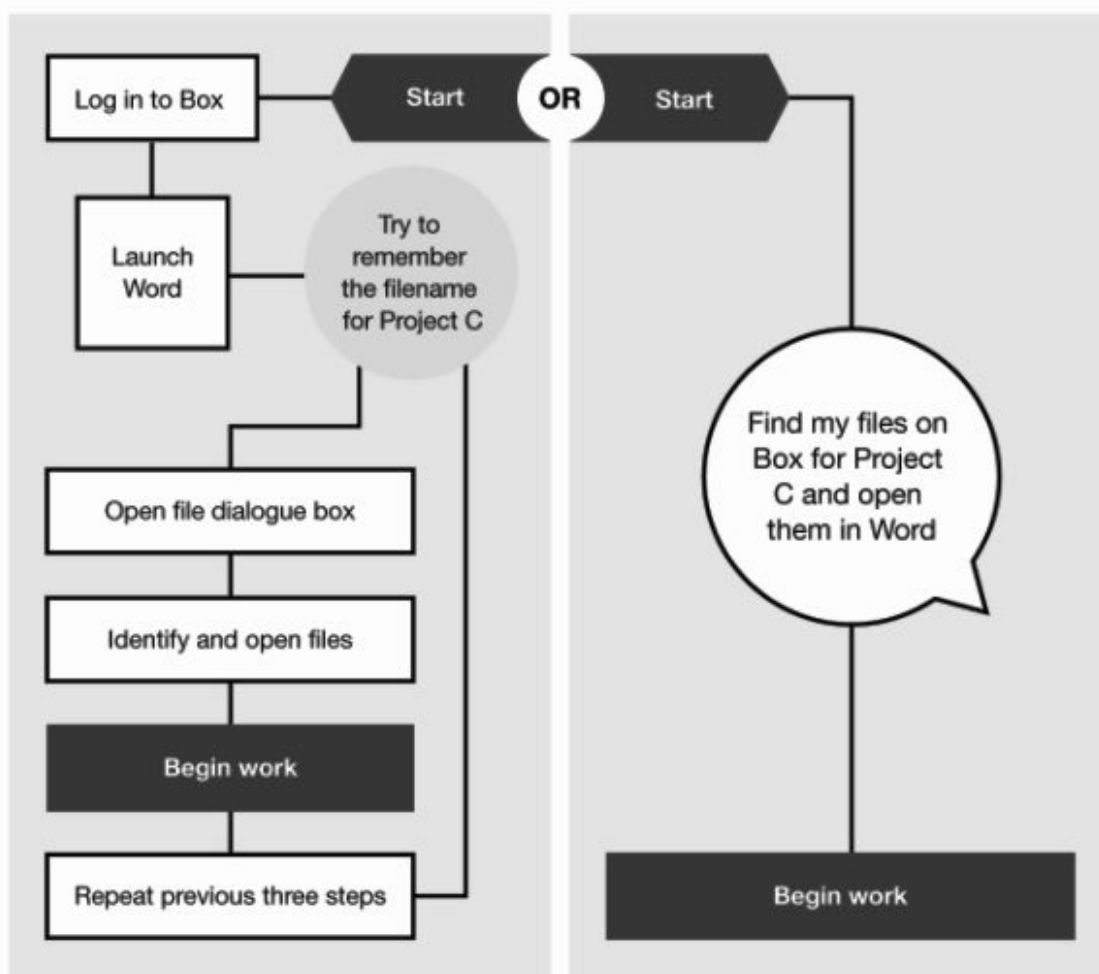 Start
OR
Start
Log in to Box
Launch
Word
Try to
remember
the filename
for Project C
Open file dialogue box
Identify and open files
Begin work
Repeat previous three steps
Find my files on
Box for Project
C and open
them in Word
Begin work